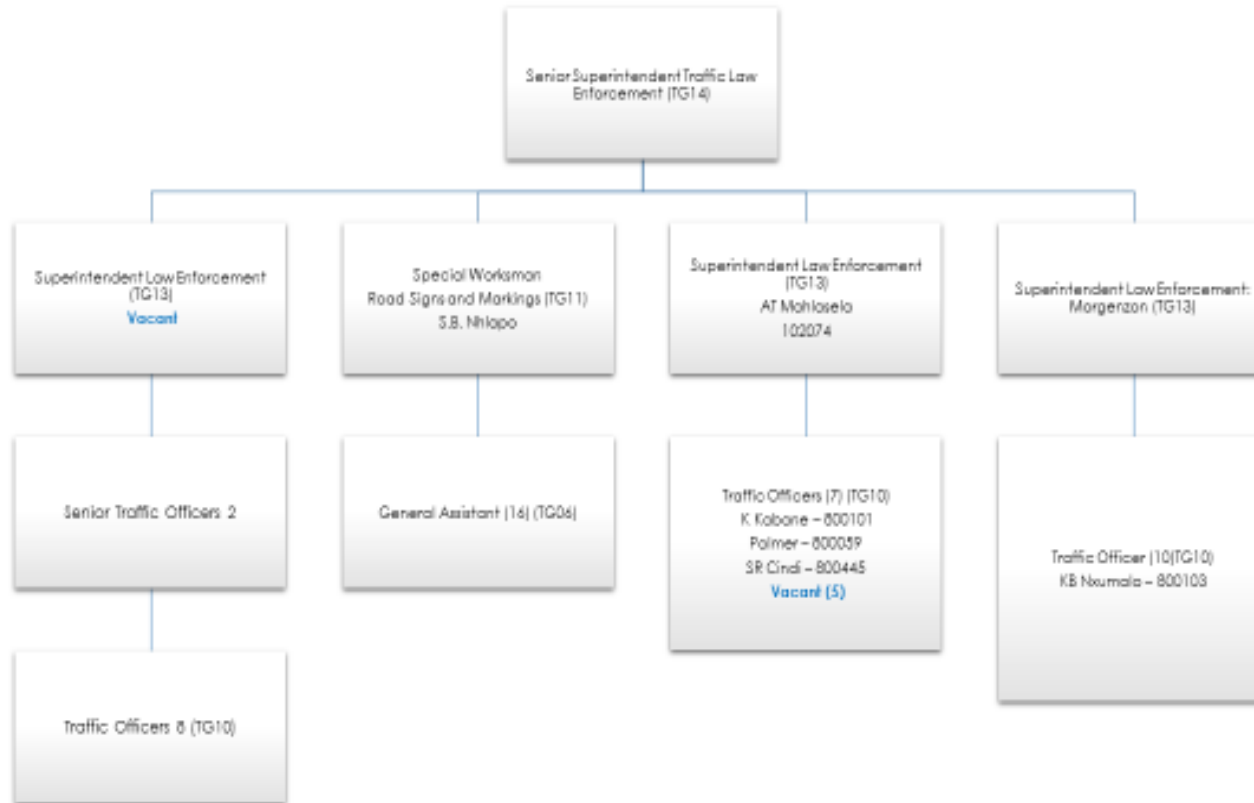 Senior Superintendent Traffic Law
Enforcement (TG14)
Superintendent Law Enforcement
(TG13)
Vacant
Special Worksman
Road Signs and Markings (TG11)
S.B. Nhlapo
Superintendent Law Enforcement
(TG13)
AT Mahlasela
102074
Superintendent Law Enforcement:
Morgenzon (TG13)
Senior Traffic Officers 2
General Assistant (16) (TG06)
Traffic Officers (7) (TG10)
K Kabane – 800101
Palmer – 800059
SR Cindi – 800445
Vacant (5)
Traffic Officer (10(TG10)
KB Nxumalo – 800103
Traffic Officers 8 (TG10)